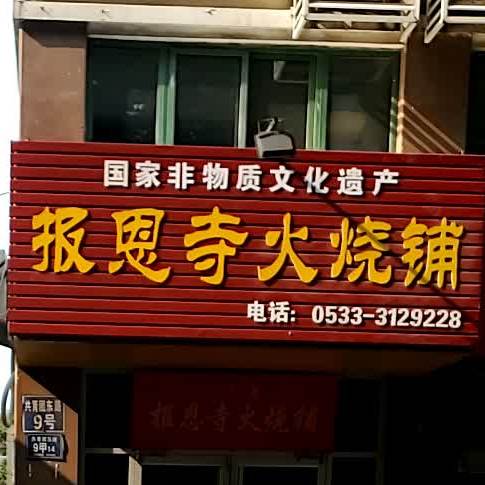 国家非物质文化遗产
报恩寺火烧铺
电话: 0533-3129228
报恩寺火烧铺
共青团东路
9号
9甲14